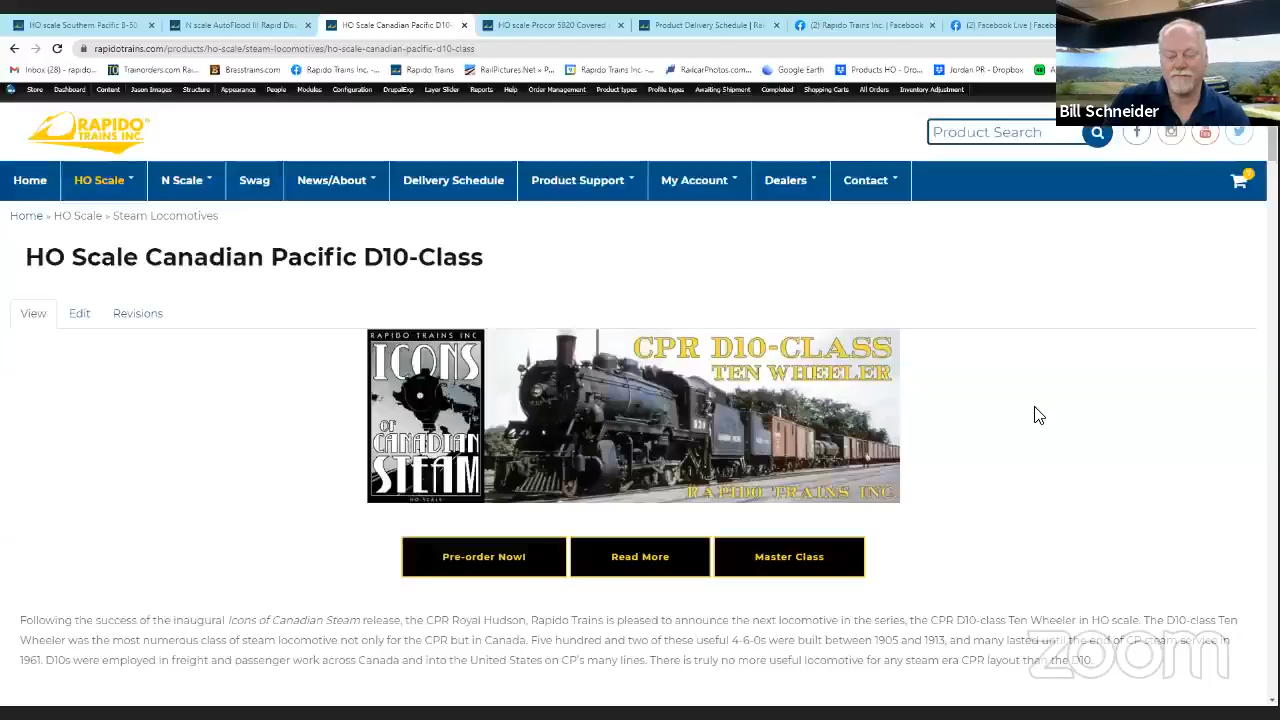 HO scale Southern Pacific B-50
N scale AutoFlood III Rapid Dis
HO Scale Canadian Pacific D10-
HO scale Procor 5820 Covered
Product Delivery Schedule | Ra
(2) Rapido Trains Inc | Facebook
(2) Facebook Live | Faceb
rapidotrains.com/products/ho-scale/steam-locomotives/ho-scale-canadian-pacific-d10-class
Inbox (28) - rapido...
Trainorders.com Rai...
Brasstrains.com
Rapido Trains Inc....
Rapido Trains
RailPictures.Net » P...
Rapido Trains Inc. -...
RailcarPhotos.com...
Google Earth
Products HO - Dro...
Jordan PR - Dropbox
Store Dashboard Content Jason Images Structure Appearance People Modules Configuration DrupalExp Layer Slider Reports Help Order Management Product types Profile types Awaiting Shipment Completed Shopping Carts All Orders Inventory Adjustment
Bill Schneider
RAPIDO
TRAINS INC.
Product Search
Home HO Scale N Scale Swag News/About Delivery Schedule Product Support My Account Dealers Contact
Home » HO Scale » Steam Locomotives
HO Scale Canadian Pacific D10-Class
View Edit Revisions
RAPIDO TRAINS INC
ICONS
OF
CANADIAN
STEAM
HO SCALE
CPR D10-CLASS
TEN WHEELER
RAPIDO TRAINS INC
Pre-order Now! Read More Master Class
Following the success of the inaugural Icons of Canadian Steam release, the CPR Royal Hudson, Rapido Trains is pleased to announce the next locomotive in the series, the CPR D10-class Ten Wheeler in HO scale. The D10-class Ten
Wheeler was the most numerous class of steam locomotive not only for the CPR but in Canada. Five hundred and two of these useful 4-6-0s were built between 1905 and 1913, and many lasted until the end of CP steam service in
1961. D10s were employed in freight and passenger work across Canada and into the United States on CP's many lines. There is truly no more useful locomotive for any steam era CPR layout than the D10.
zoom